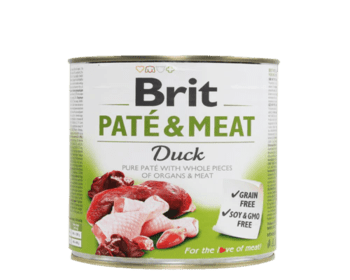 Brit
PATÉ & MEAT
Duck
PURE PATÉ WITH WHOLE PIECES
OF ORGANS & MEAT
✓GRAIN
FREE
✓SOY & GMO
FREE
For the love of meat!